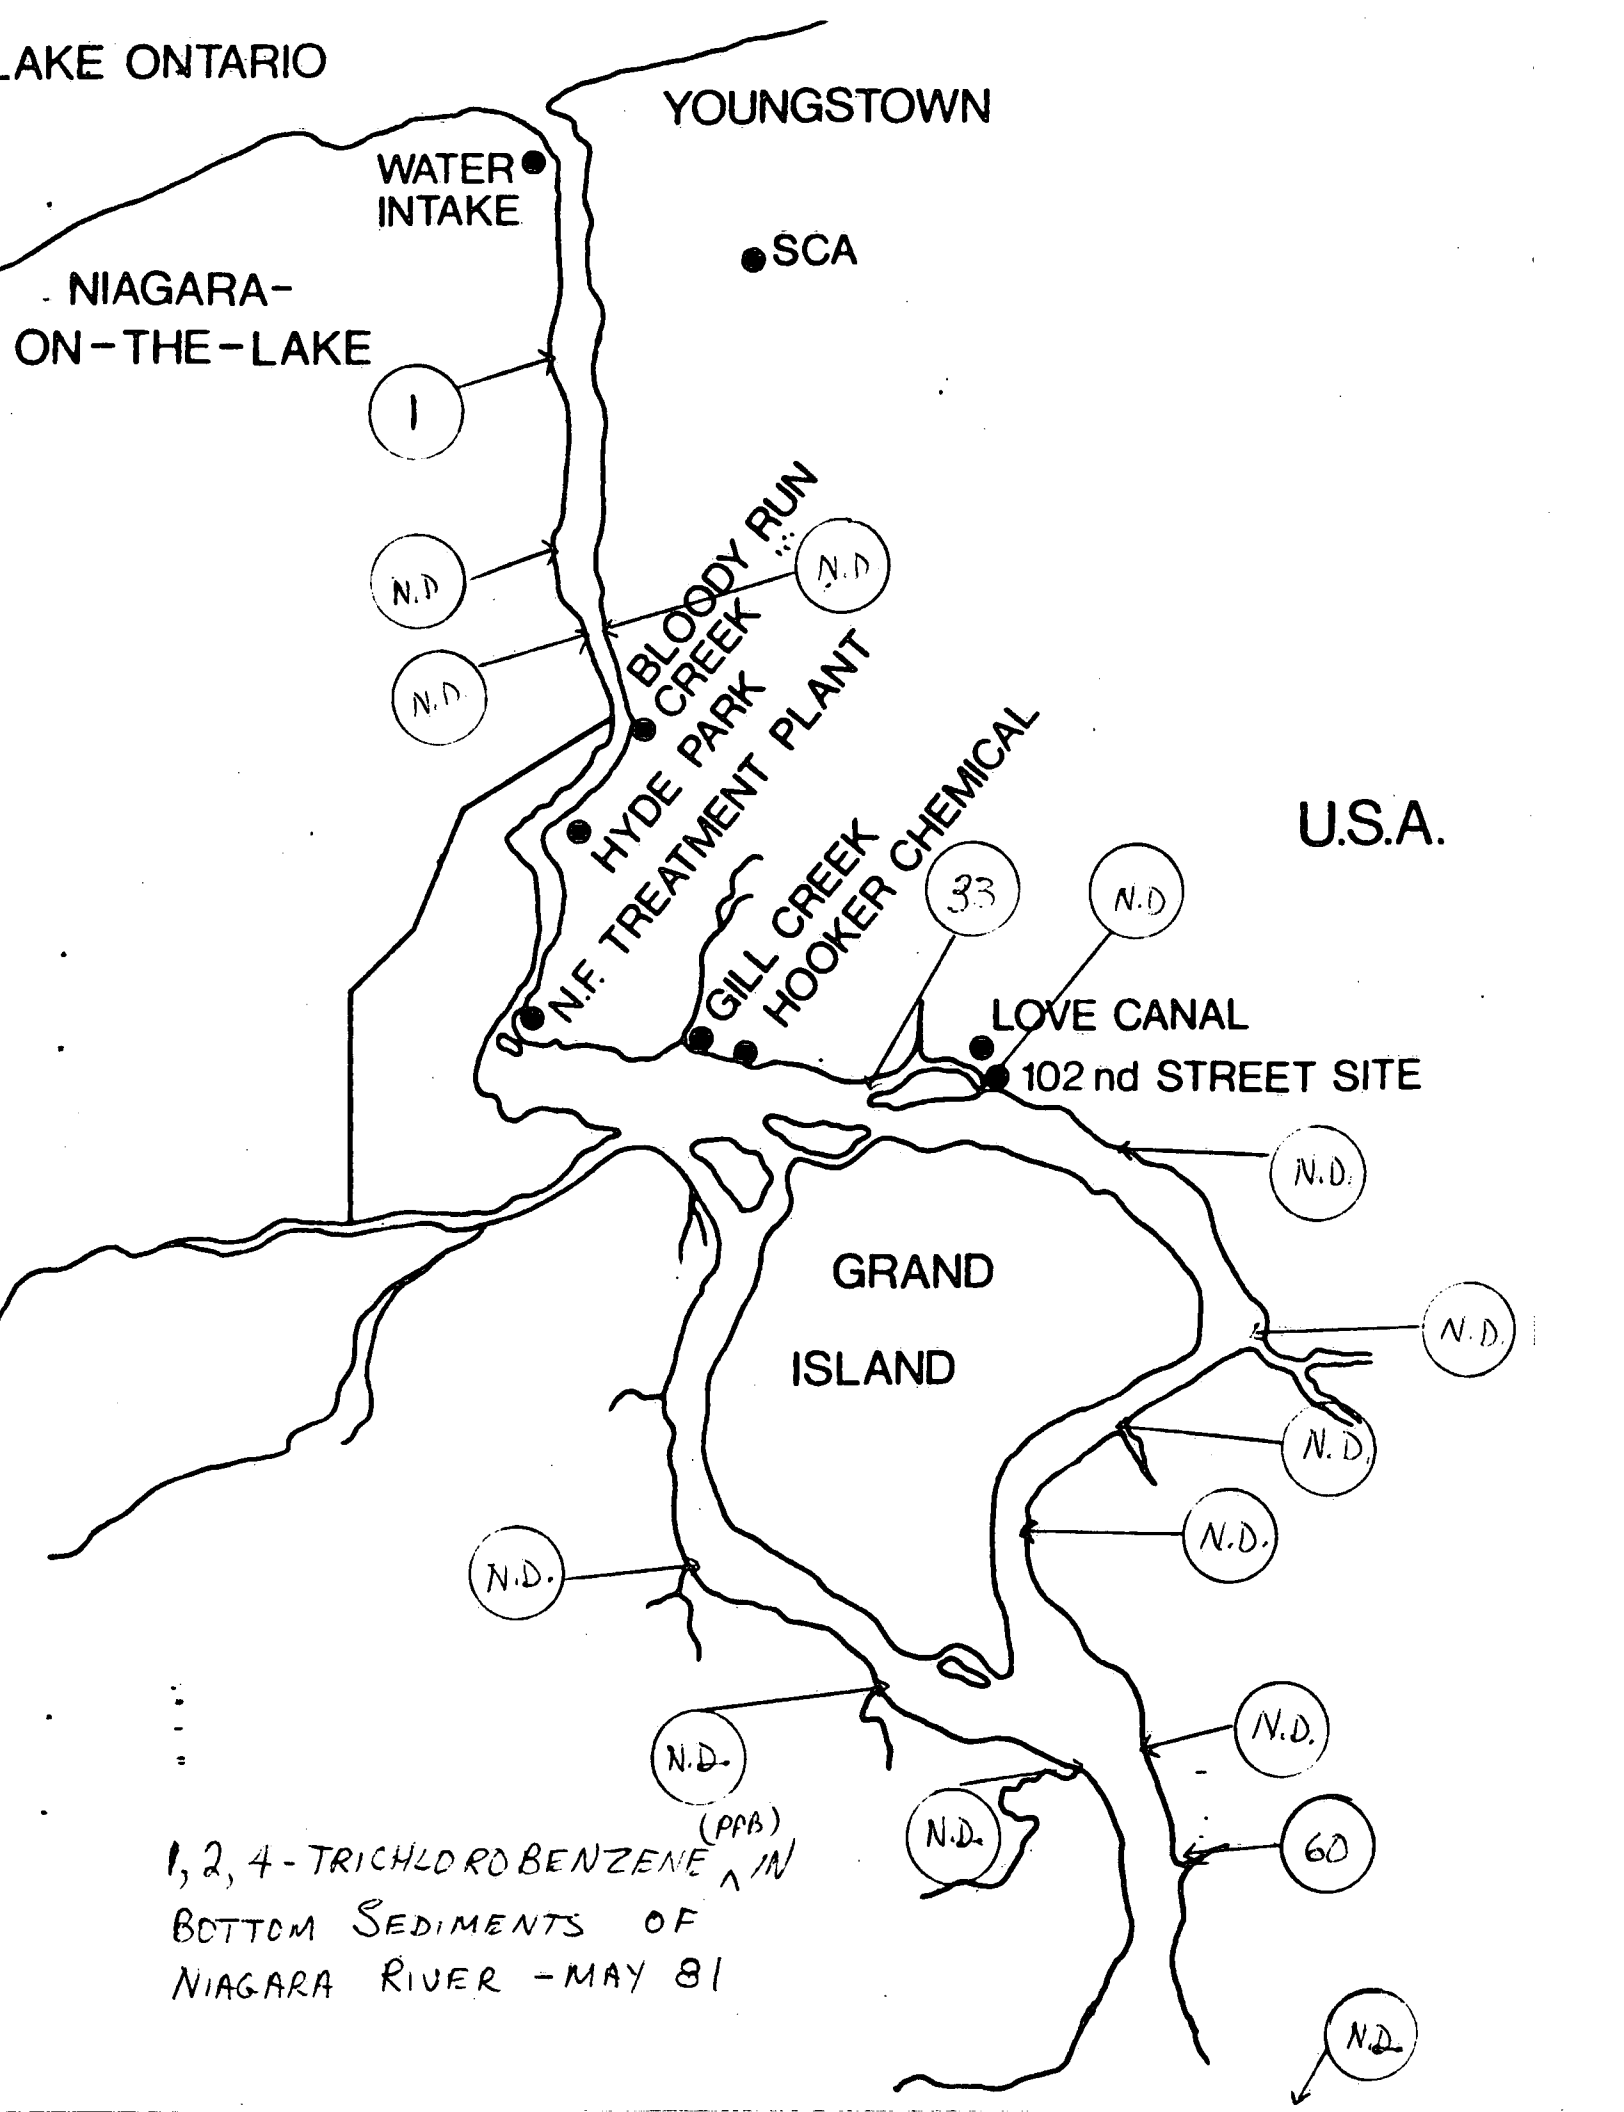 LAKE ONTARIO
YOUNGSTOWN
WATER
INTAKE
SCA
NIAGARA-
ON-THE-LAKE
1
N.D
N.D
N.D.
BLOODY RUN
CREEK
HYDE PARK
N.F. TREATMENT PLANT
GILL CREEK
HOOKER CHEMICAL
U.S.A.
33
N.D
LOVE CANAL
102nd STREET SITE
N.D.
GRAND
ISLAND
N.D.
N.D.
N.D.
N.D.
N.D.
N.D.
N.D.
60
(PPB)
1,2,4-TRICHLOROBENZENE ^ IN
BOTTOM SEDIMENTS OF
NIAGARA RIVER - MAY 81
N.D.